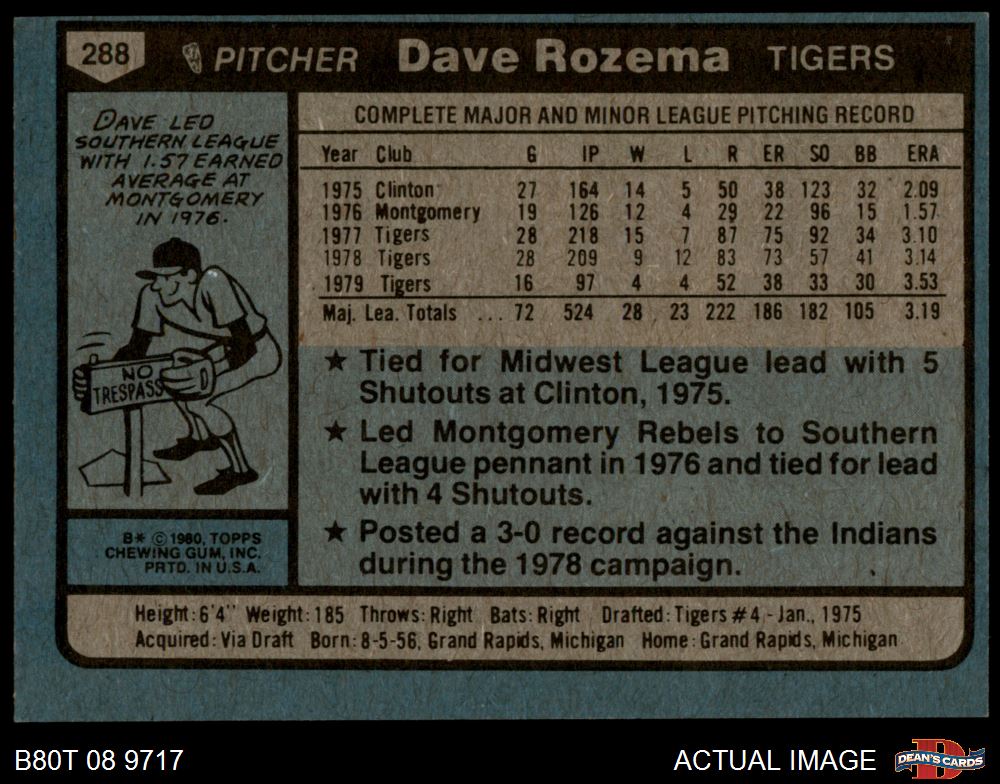 288 PITCHER Dave Rozema TIGERS
DAVE LED
SOUTHERN LEAGUE
WITH 1.57 EARNED
AVERAGE AT
MONTGOMERY
IN 1976.
NO
TRESPASS
B* © 1980, TOPPS
CHEWING GUM, INC.
PRTD. IN U.S.A.
COMPLETE MAJOR AND MINOR LEAGUE PITCHING RECORD
Year Club G IP W L R ER SO BB ERA
1975 Clinton 27 164 14 5 50 38 123 32 2.09
1976 Montgomery 19 126 12 4 29 22 96 15 1.57
1977 Tigers 28 218 15 7 87 75 92 34 3.10
1978 Tigers 28 209 9 12 83 73 57 41 3.14
1979 Tigers 16 97 4 4 52 38 33 30 3.53
Maj. Lea. Totals ... 72 524 28 23 222 186 182 105 3.19
★ Tied for Midwest League lead with 5
Shutouts at Clinton, 1975.
★ Led Montgomery Rebels to Southern
League pennant in 1976 and tied for lead
with 4 Shutouts.
★ Posted a 3-0 record against the Indians
during the 1978 campaign.
Height: 6'4" Weight: 185 Throws: Right Bats: Right Drafted: Tigers #4 - Jan., 1975
Acquired: Via Draft Born: 8-5-56, Grand Rapids, Michigan Home: Grand Rapids, Michigan
B80T 08 9717 ACTUAL IMAGE DEAN'S CARDS